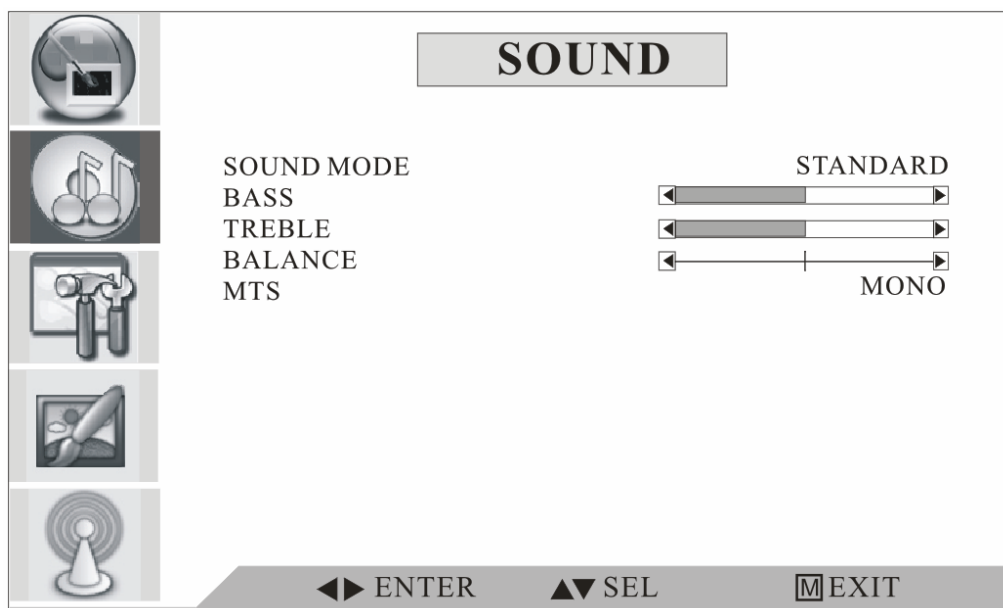 SOUND
SOUND MODE STANDARD
BASS
TREBLE
BALANCE
MTS MONO
◀▶ ENTER ▲▼ SEL M EXIT